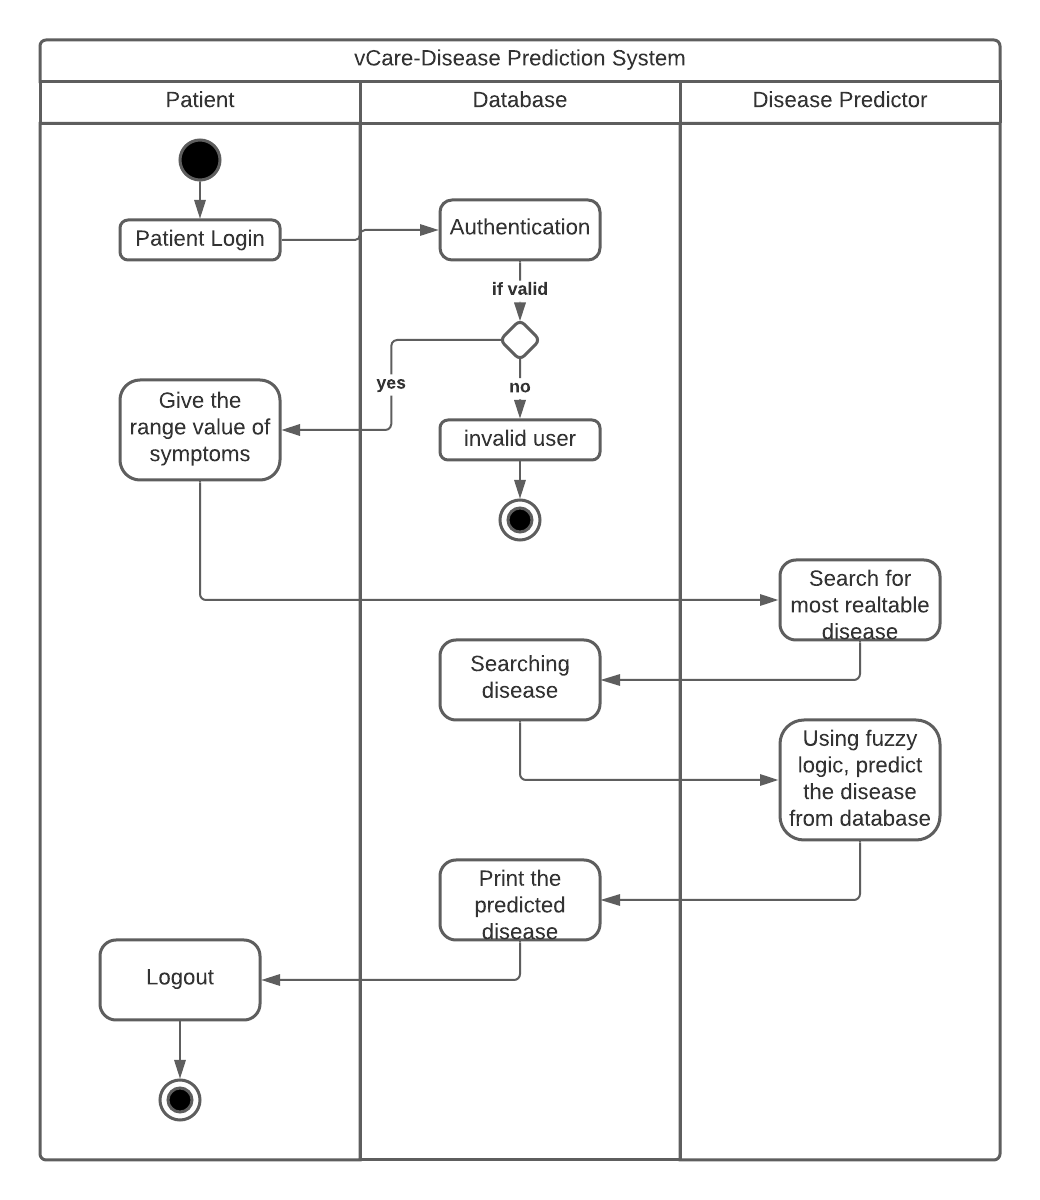 vCare-Disease Prediction System
Patient
Database
Disease Predictor
Patient Login
Authentication
if valid
yes
no
Give the
range value of
symptoms
invalid user
Search for
most realtable
disease
Searching
disease
Using fuzzy
logic, predict
the disease
from database
Print the
predicted
disease
Logout